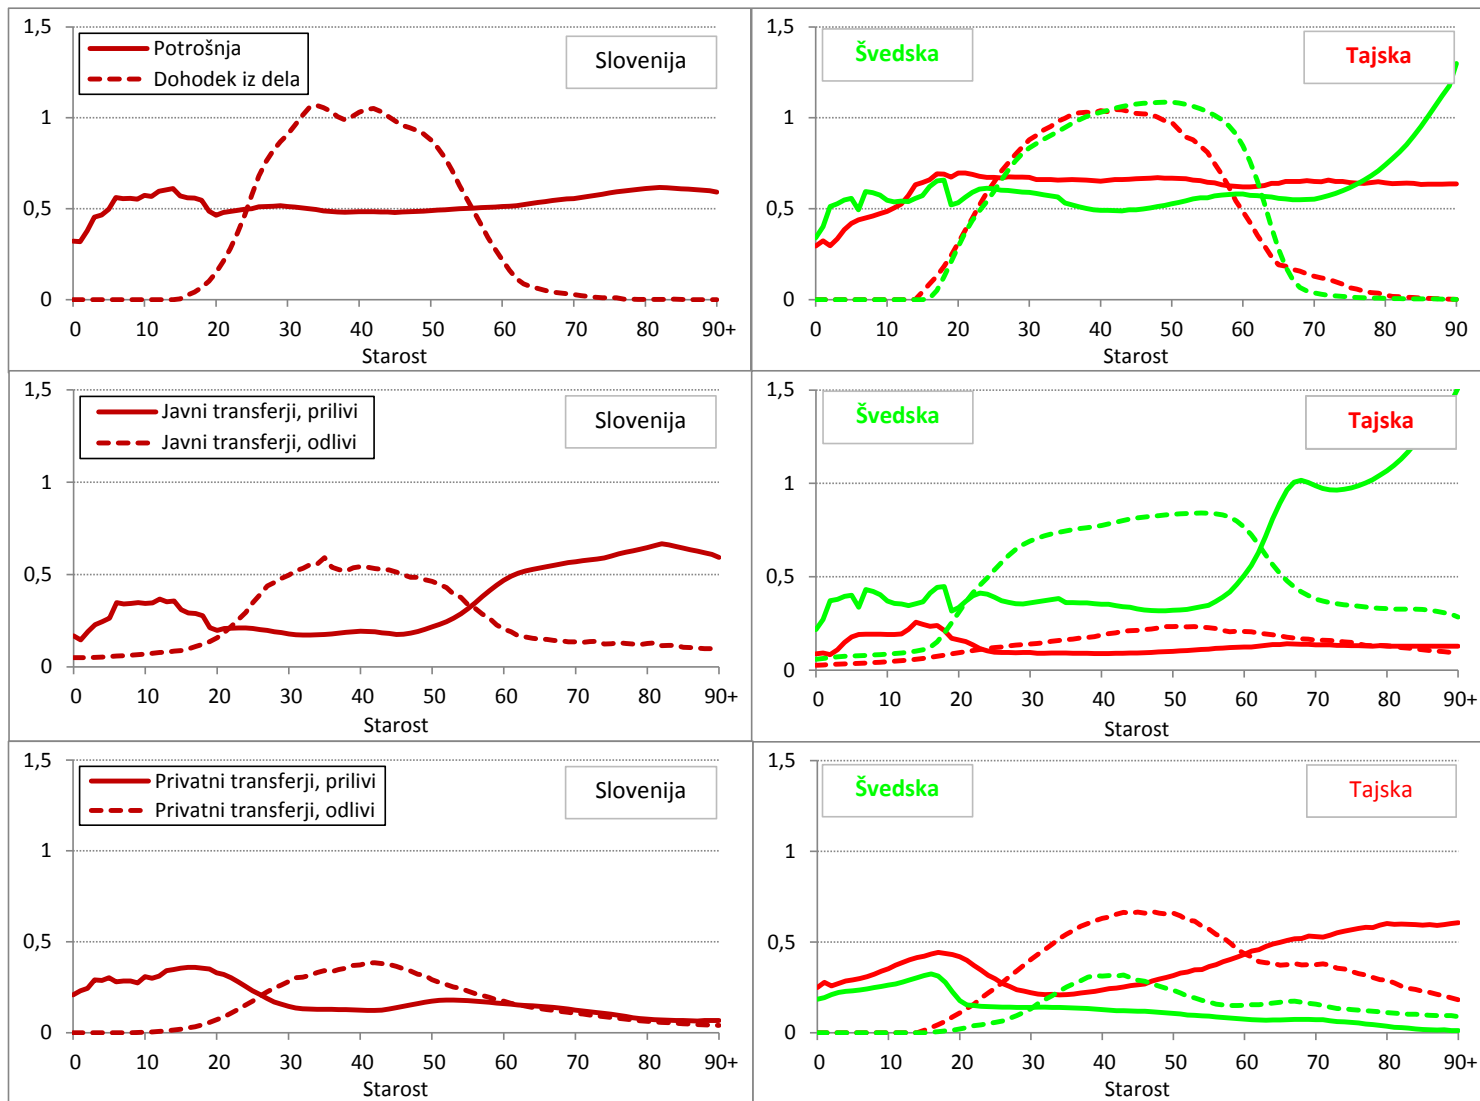 1,5
Potrošnja
Dohodek iz dela
Slovenija
1
0,5
0
0 10 20 30 40 50 60 70 80 90+
Starost
1,5
Švedska
Tajska
1
0,5
0
0 10 20 30 40 50 60 70 80 90
Starost
1,5
Javni transferji, prilivi
Javni transferji, odlivi
Slovenija
1
0,5
0
0 10 20 30 40 50 60 70 80 90+
Starost
1,5
Švedska
Tajska
1
0,5
0
0 10 20 30 40 50 60 70 80 90+
Starost
1,5
Privatni transferji, prilivi
Privatni transferji, odlivi
Slovenija
1
0,5
0
0 10 20 30 40 50 60 70 80 90+
Starost
1,5
Švedska
Tajska
1
0,5
0
0 10 20 30 40 50 60 70 80 90+
Starost